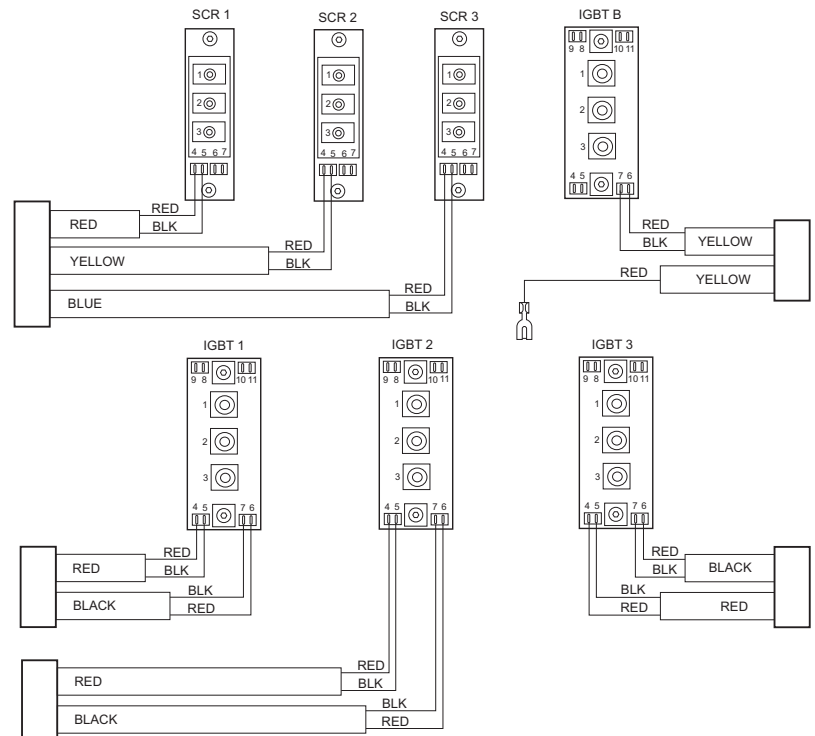 SCR 1 SCR 2 SCR 3 IGBT B
9 8 10 11
1 1 1 1
2 2 2 2
3 3 3 3
4 5 6 7 4 5 6 7 4 5 6 7 4 5 7 6
RED
RED BLK
RED
YELLOW BLK
RED
BLUE BLK
RED
BLK YELLOW
RED YELLOW
IGBT 1 IGBT 2 IGBT 3
9 8 10 11 9 8 10 11 9 8 10 11
1 1 1
2 2 2
3 3 3
4 5 7 6 4 5 7 6 4 5 7 6
RED
RED BLK
BLK
BLACK RED
RED
BLK BLACK
BLK
RED RED
RED
RED BLK
BLK
BLACK RED